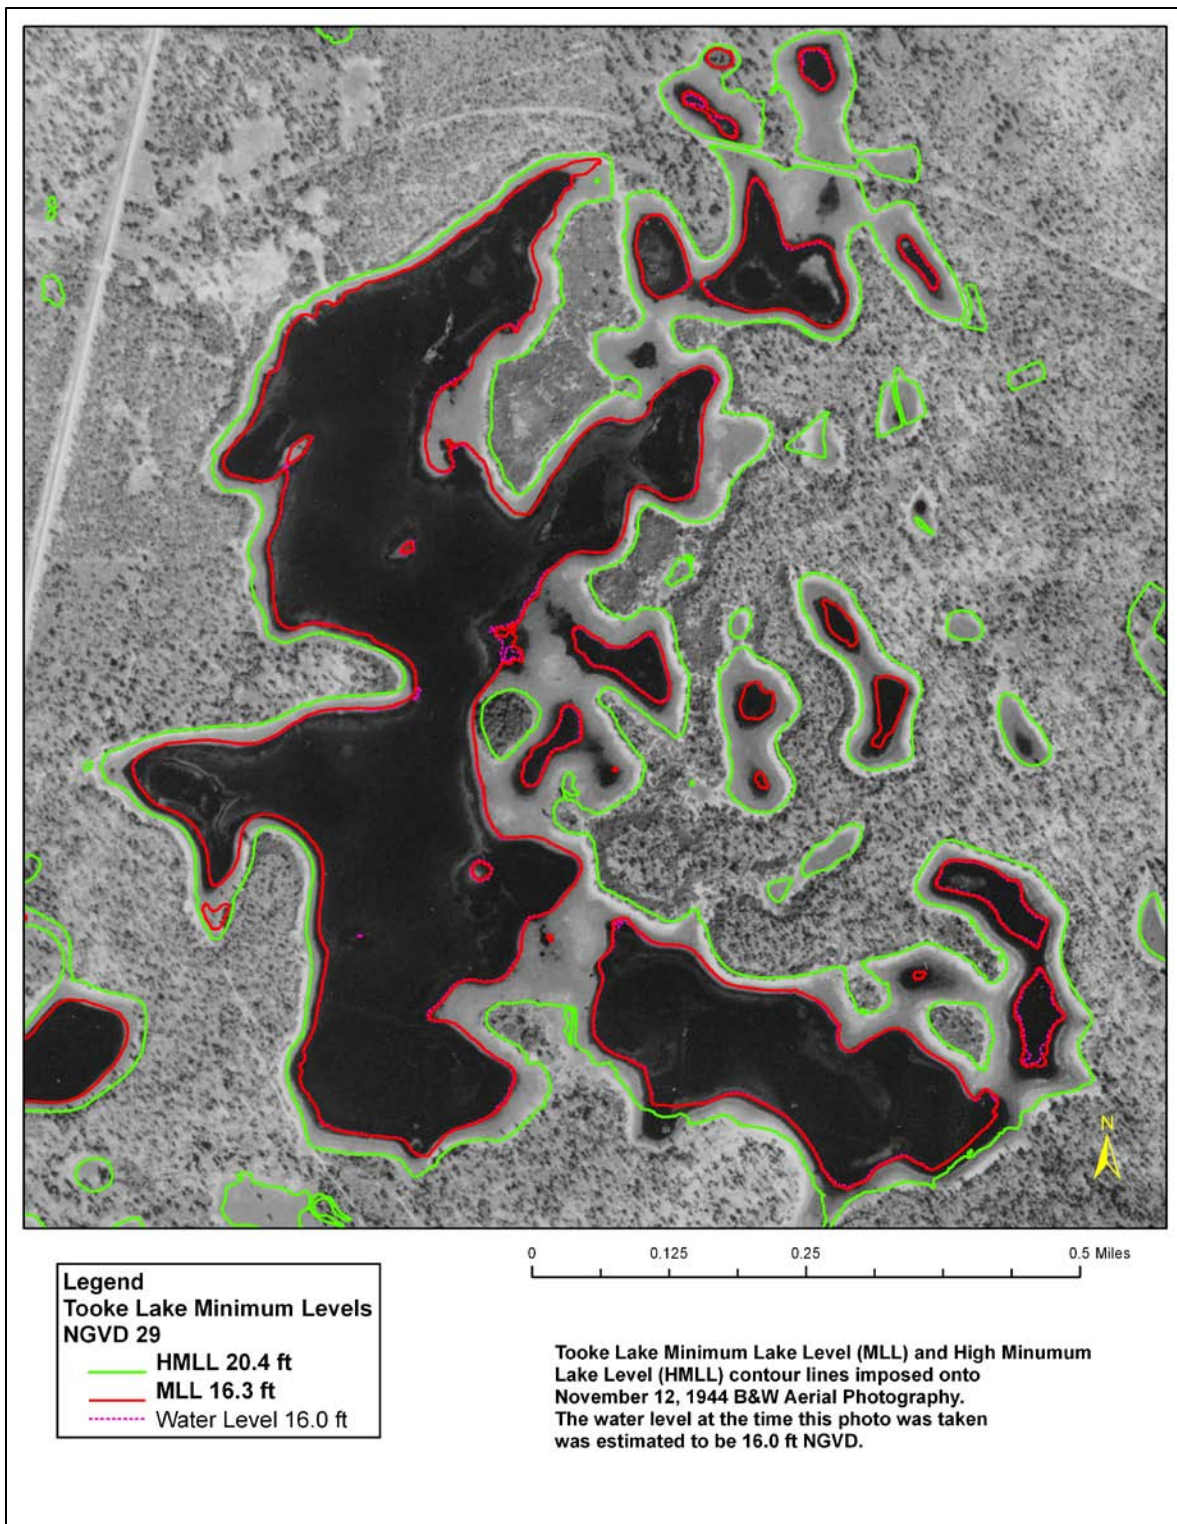 N
0 0.125 0.25 0.5 Miles
Legend
Tooke Lake Minimum Levels
NGVD 29
HMLL 20.4 ft
MLL 16.3 ft
Water Level 16.0 ft
Tooke Lake Minimum Lake Level (MLL) and High Minumum
Lake Level (HMLL) contour lines imposed onto
November 12, 1944 B&W Aerial Photography.
The water level at the time this photo was taken
was estimated to be 16.0 ft NGVD.